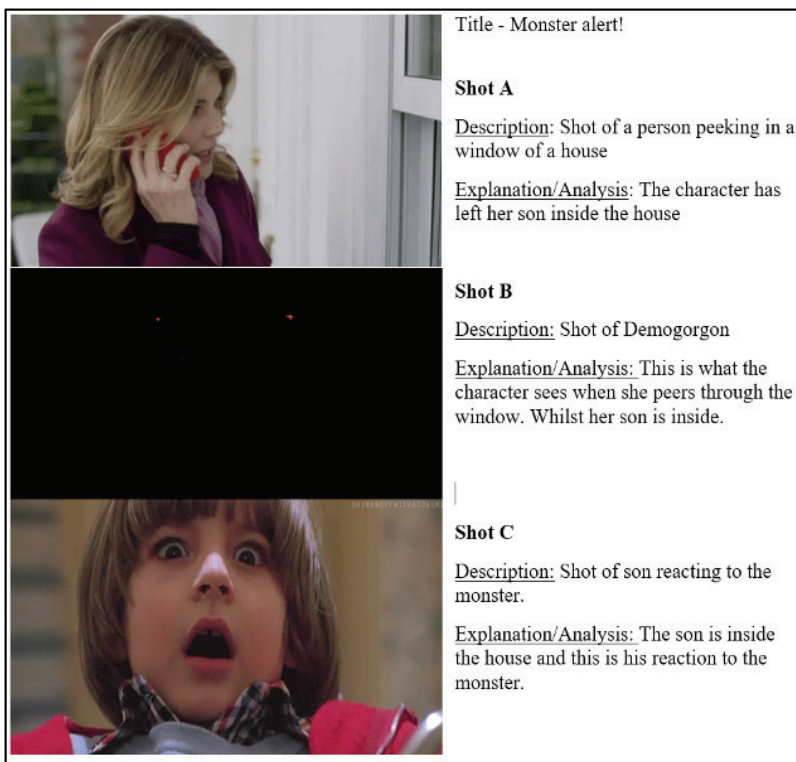 Title - Monster alert!
Shot A
Description: Shot of a person peeking in a
window of a house
Explanation/Analysis: The character has
left her son inside the house
Shot B
Description: Shot of Demogorgon
Explanation/Analysis: This is what the
character sees when she peers through the
window. Whilst her son is inside.
Shot C
Description: Shot of son reacting to the
monster.
Explanation/Analysis: The son is inside
the house and this is his reaction to the
monster.